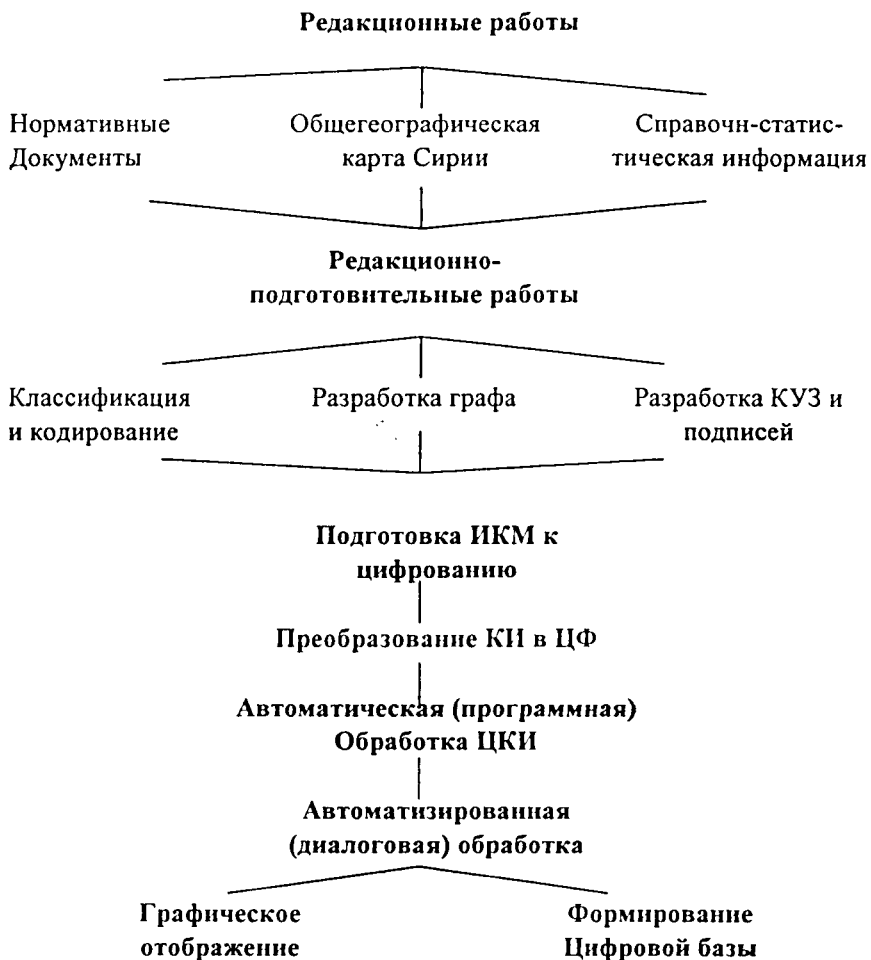 Редакционные работы
Нормативные
Документы
Общегеографическая
карта Сирии
Справочн-статис-
тическая информация
Редакционно-
подготовительные работы
Классификация
и кодирование
Разработка графа
Разработка КУЗ и
подписей
Подготовка ИКМ к
цифрованию
Преобразование КИ в ЦФ
Автоматическая (программная)
Обработка ЦКИ
Автоматизированная
(диалоговая) обработка
Графическое
отображение
Формирование
Цифровой базы